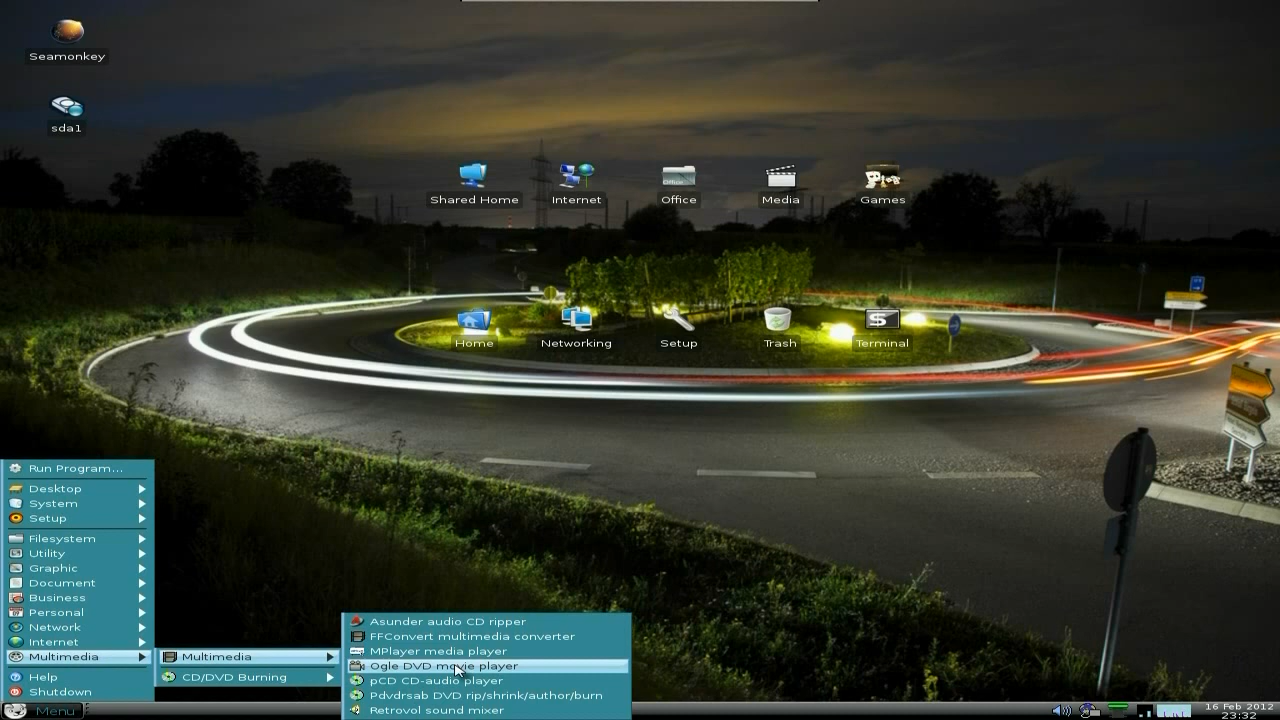 Seamonkey
sda1
Shared Home
Internet
Office
Media
Games
Home
Networking
Setup
Trash
Terminal
Run Program...
Desktop
System
Setup
Filesystem
Utility
Graphic
Document
Business
Personal
Network
Internet
Multimedia
Help
Shutdown
Multimedia
CD/DVD Burning
Asunder audio CD ripper
FFConvert multimedia converter
MPlayer media player
Ogle DVD movie player
pCD CD-audio player
Pdvdrsab DVD rip/shrink/author/burn
Retrovol sound mixer
Menu
16 Feb 2012
23:32